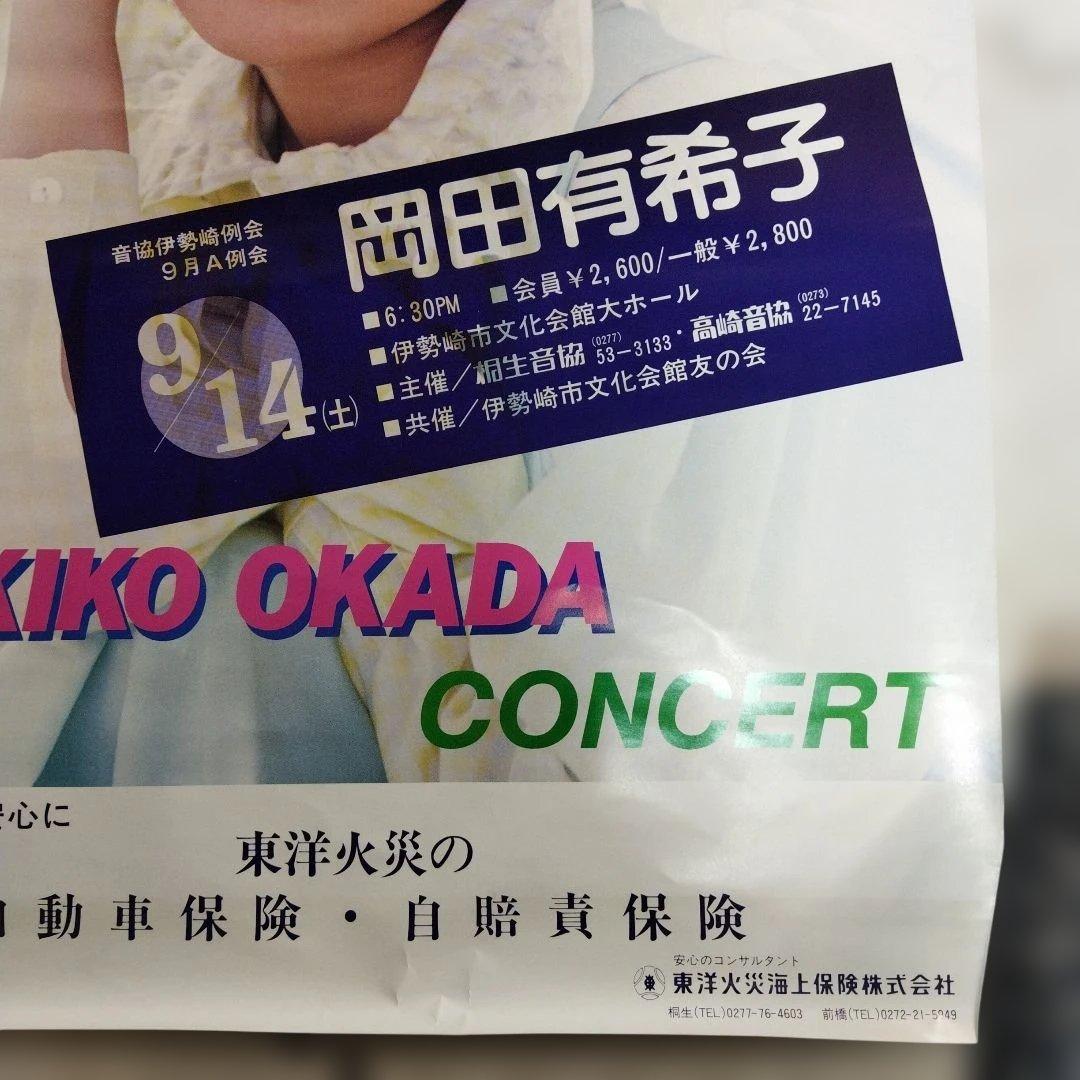 音協伊勢崎例会
9月A例会
9/14(土)
岡田有希子
■6:30PM ■会員￥2,600/一般￥2,800
■伊勢崎市文化会館大ホール
■主催／桐生音協(0277)53-3133・高崎音協(0273)22-7145
■共催／伊勢崎市文化会館友の会
KIKO OKADA
CONCERT
安心に
東洋火災の
自動車保険・自賠責保険
安心のコンサルタント
東洋火災海上保険株式会社
桐生(TEL)0277-76-4603 前橋(TEL)0272-21-5949